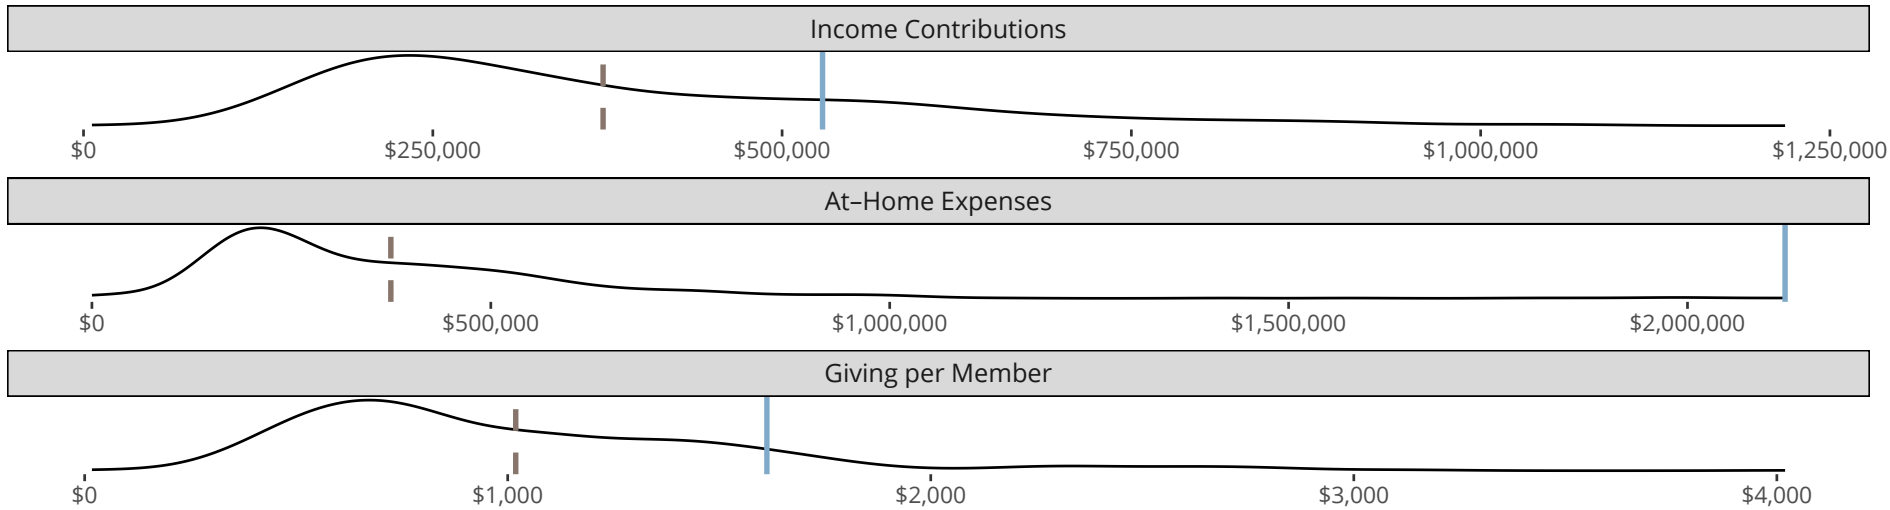 Income Contributions
$0 $250,000 $500,000 $750,000 $1,000,000 $1,250,000
At–Home Expenses
$0 $500,000 $1,000,000 $1,500,000 $2,000,000
Giving per Member
$0 $1,000 $2,000 $3,000 $4,000